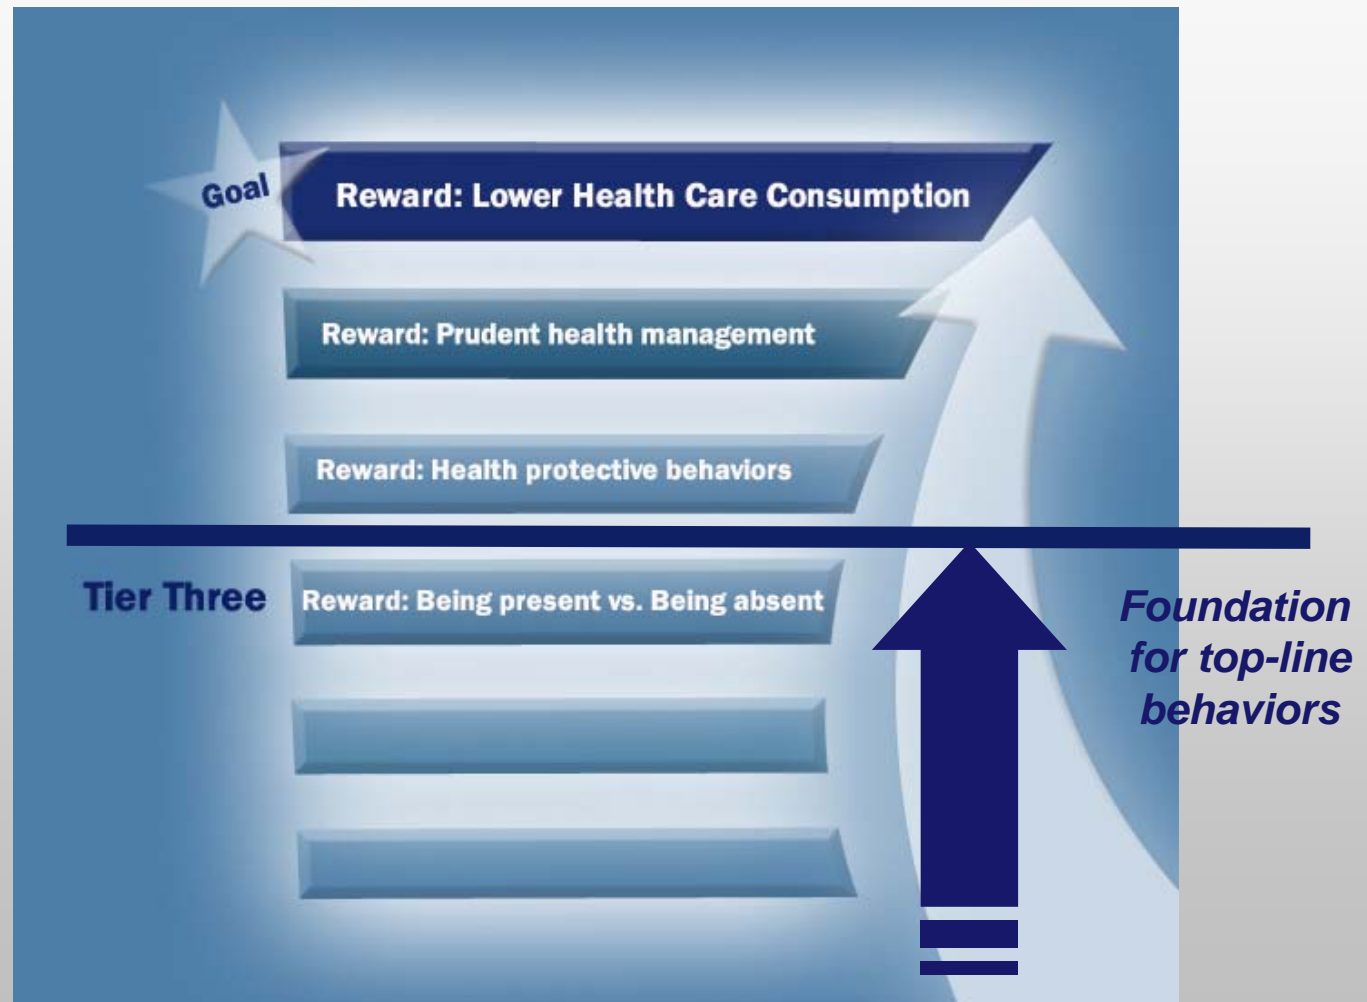 Goal
Reward: Lower Health Care Consumption
Reward: Prudent health management
Reward: Health protective behaviors
Tier Three
Reward: Being present vs. Being absent
Foundation
for top-line
behaviors